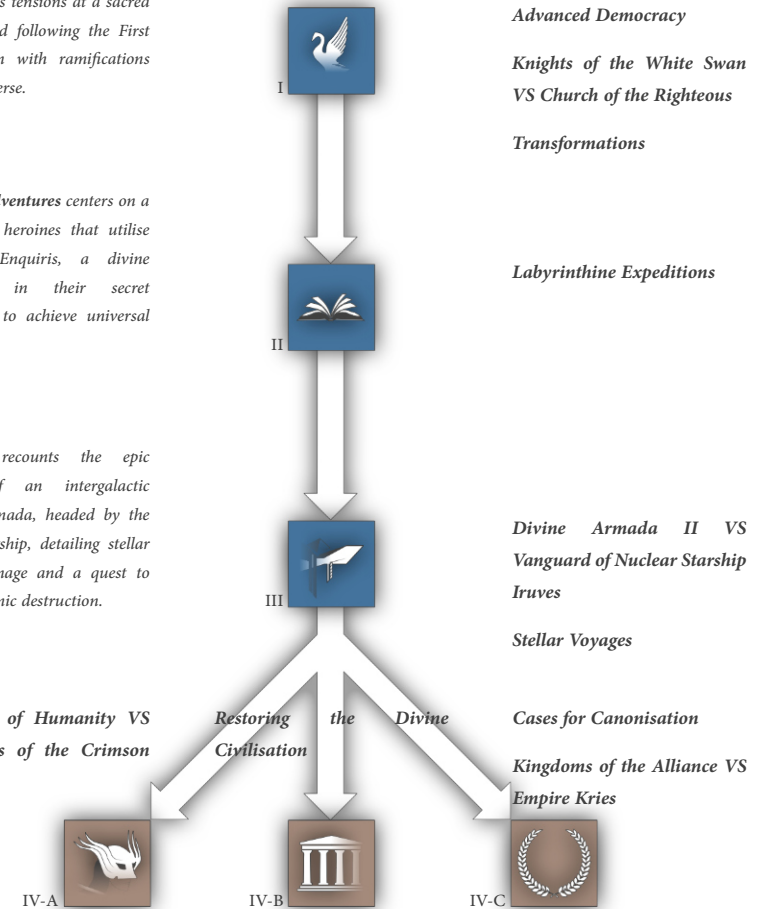 s tensions at a sacred
d following the First
n with ramifications
erse.
Advanced Democracy
Knights of the White Swan
VS Church of the Righteous
Transformations
I
ventures centers on a
heroines that utilise
Enquiris, a divine
in their secret
to achieve universal
Labyrinthine Expeditions
II
recounts the epic
f an intergalactic
mada, headed by the
ship, detailing stellar
nage and a quest to
nic destruction.
Divine Armada II VS
Vanguard of Nuclear Starship
Iruves
Stellar Voyages
III
of Humanity VS
s of the Crimson
Restoring the Divine
Civilisation
Cases for Canonisation
Kingdoms of the Alliance VS
Empire Kries
IV-A
IV-B
IV-C